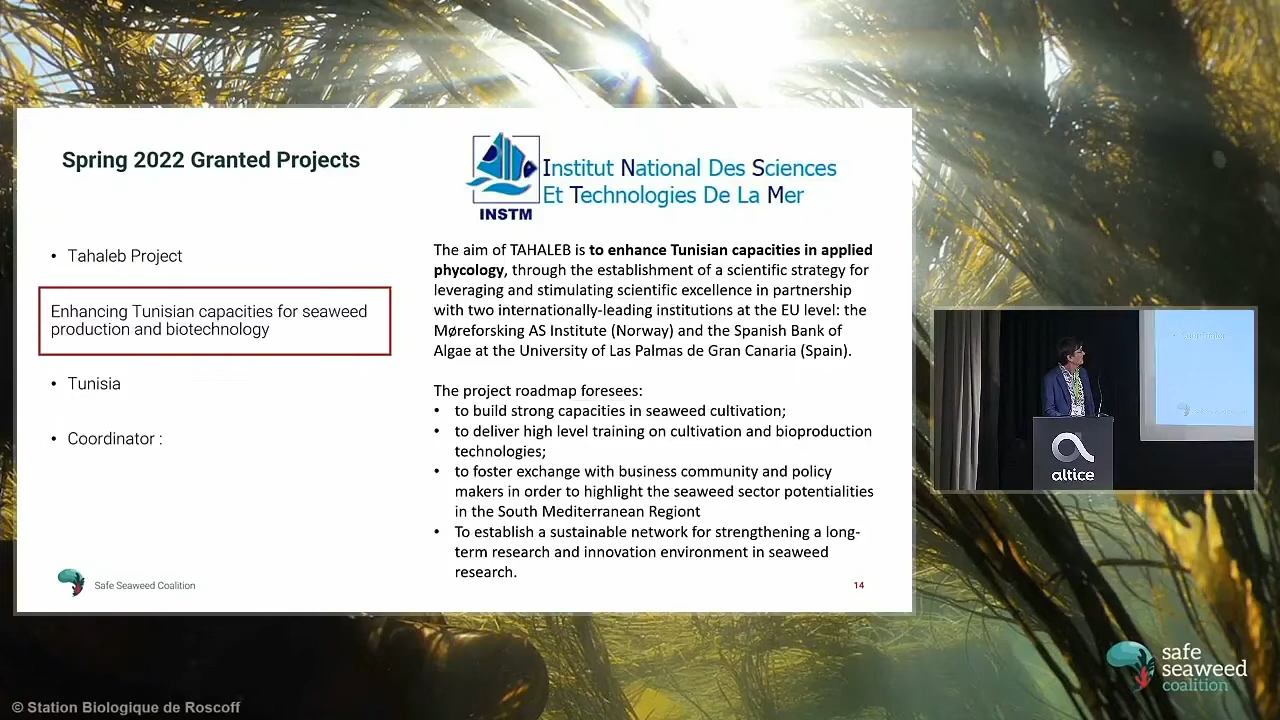 Spring 2022 Granted Projects
INSTM
Institut National Des Sciences
Et Technologies De La Mer
• Tahaleb Project
Enhancing Tunisian capacities for seaweed
production and biotechnology
• Tunisia
• Coordinator :
The aim of TAHALEB is to enhance Tunisian capacities in applied
phycology, through the establishment of a scientific strategy for
leveraging and stimulating scientific excellence in partnership
with two internationally-leading institutions at the EU level: the
Møreforsking AS Institute (Norway) and the Spanish Bank of
Algae at the University of Las Palmas de Gran Canaria (Spain).
The project roadmap foresees:
• to build strong capacities in seaweed cultivation;
• to deliver high level training on cultivation and bioproduction
technologies;
• to foster exchange with business community and policy
makers in order to highlight the seaweed sector potentialities
in the South Mediterranean Regiont
• To establish a sustainable network for strengthening a long-
term research and innovation environment in seaweed
research.
Safe Seaweed Coalition
14
altice
safe
seaweed
coalition
© Station Biologique de Roscoff